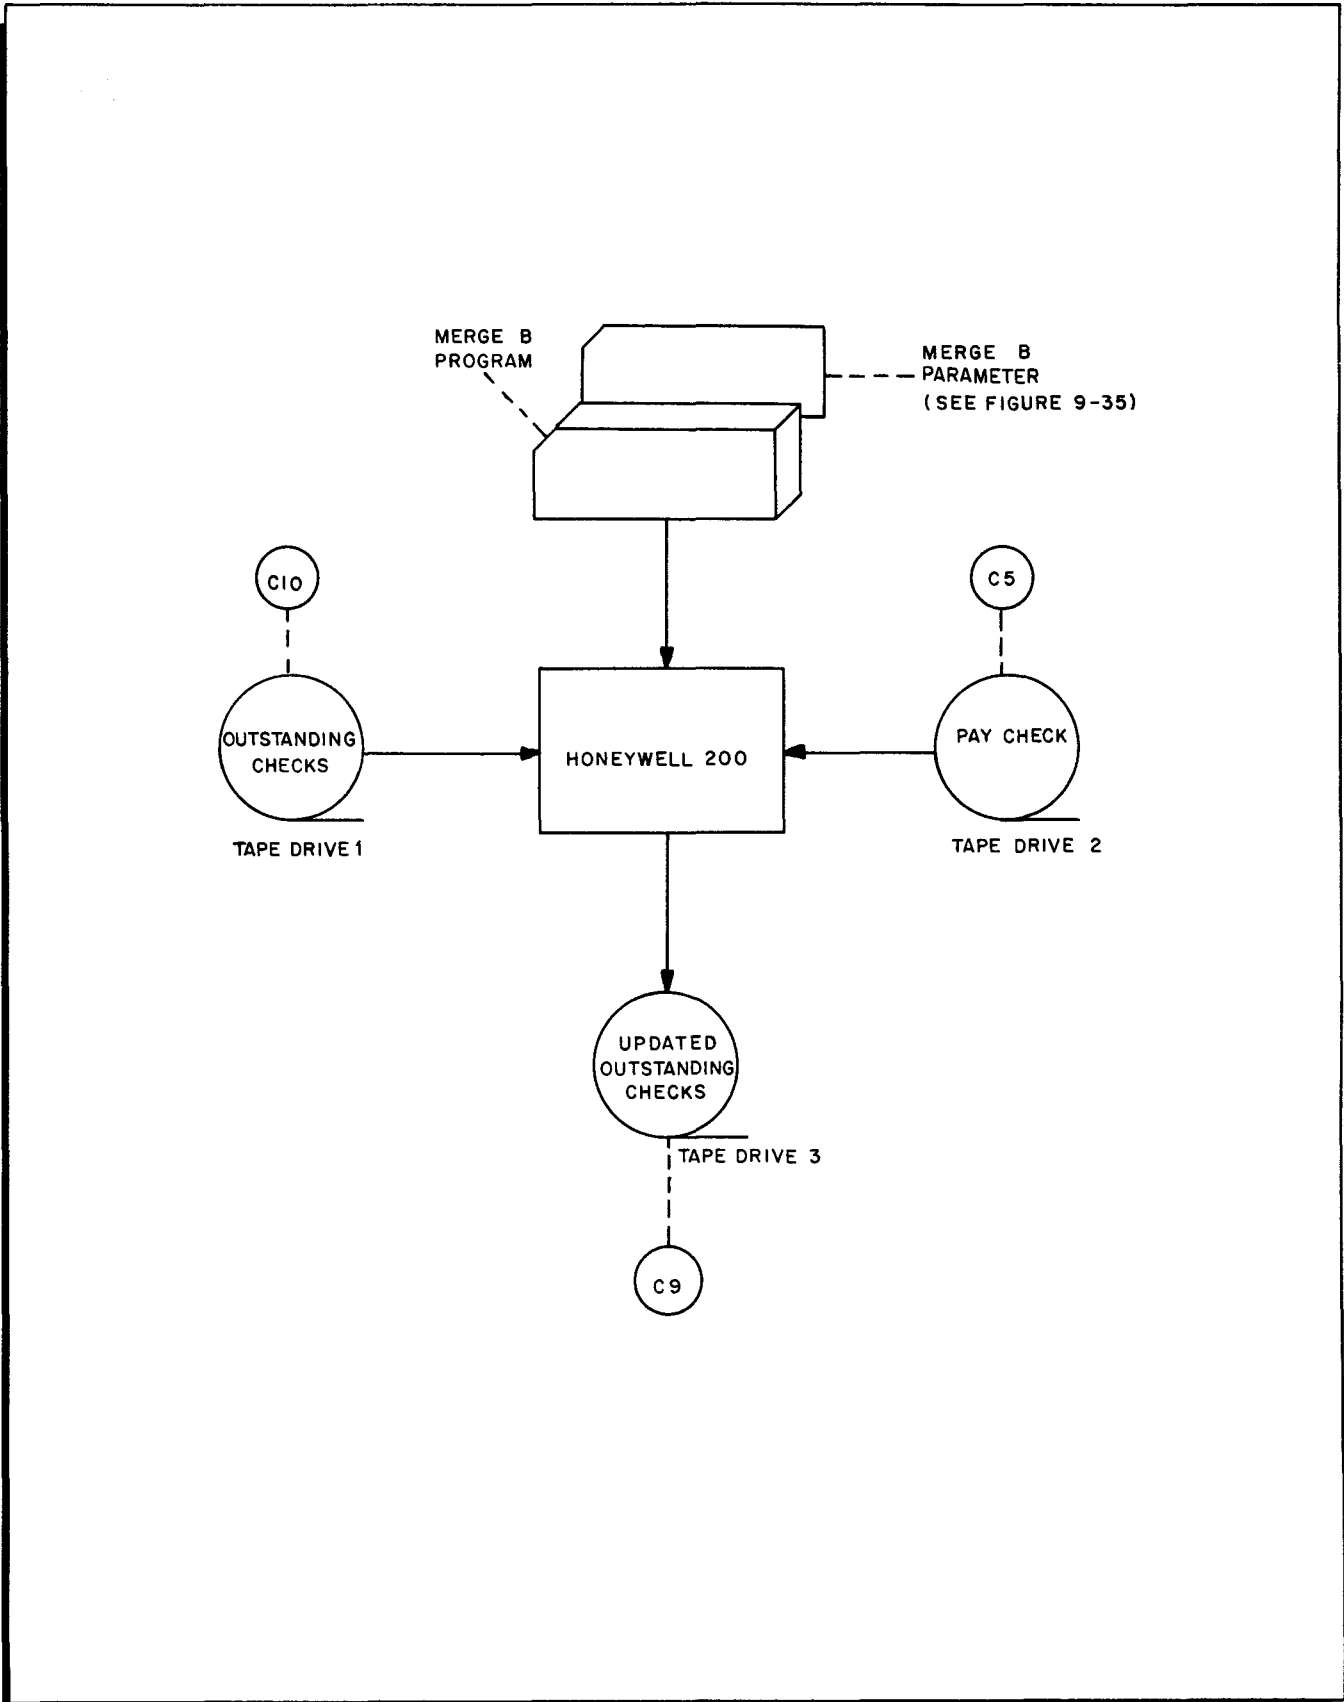 MERGE B
PROGRAM
MERGE B
PARAMETER
(SEE FIGURE 9-35)
C10
C5
OUTSTANDING
CHECKS
HONEYWELL 200
PAY CHECK
TAPE DRIVE 1
TAPE DRIVE 2
UPDATED
OUTSTANDING
CHECKS
TAPE DRIVE 3
C9